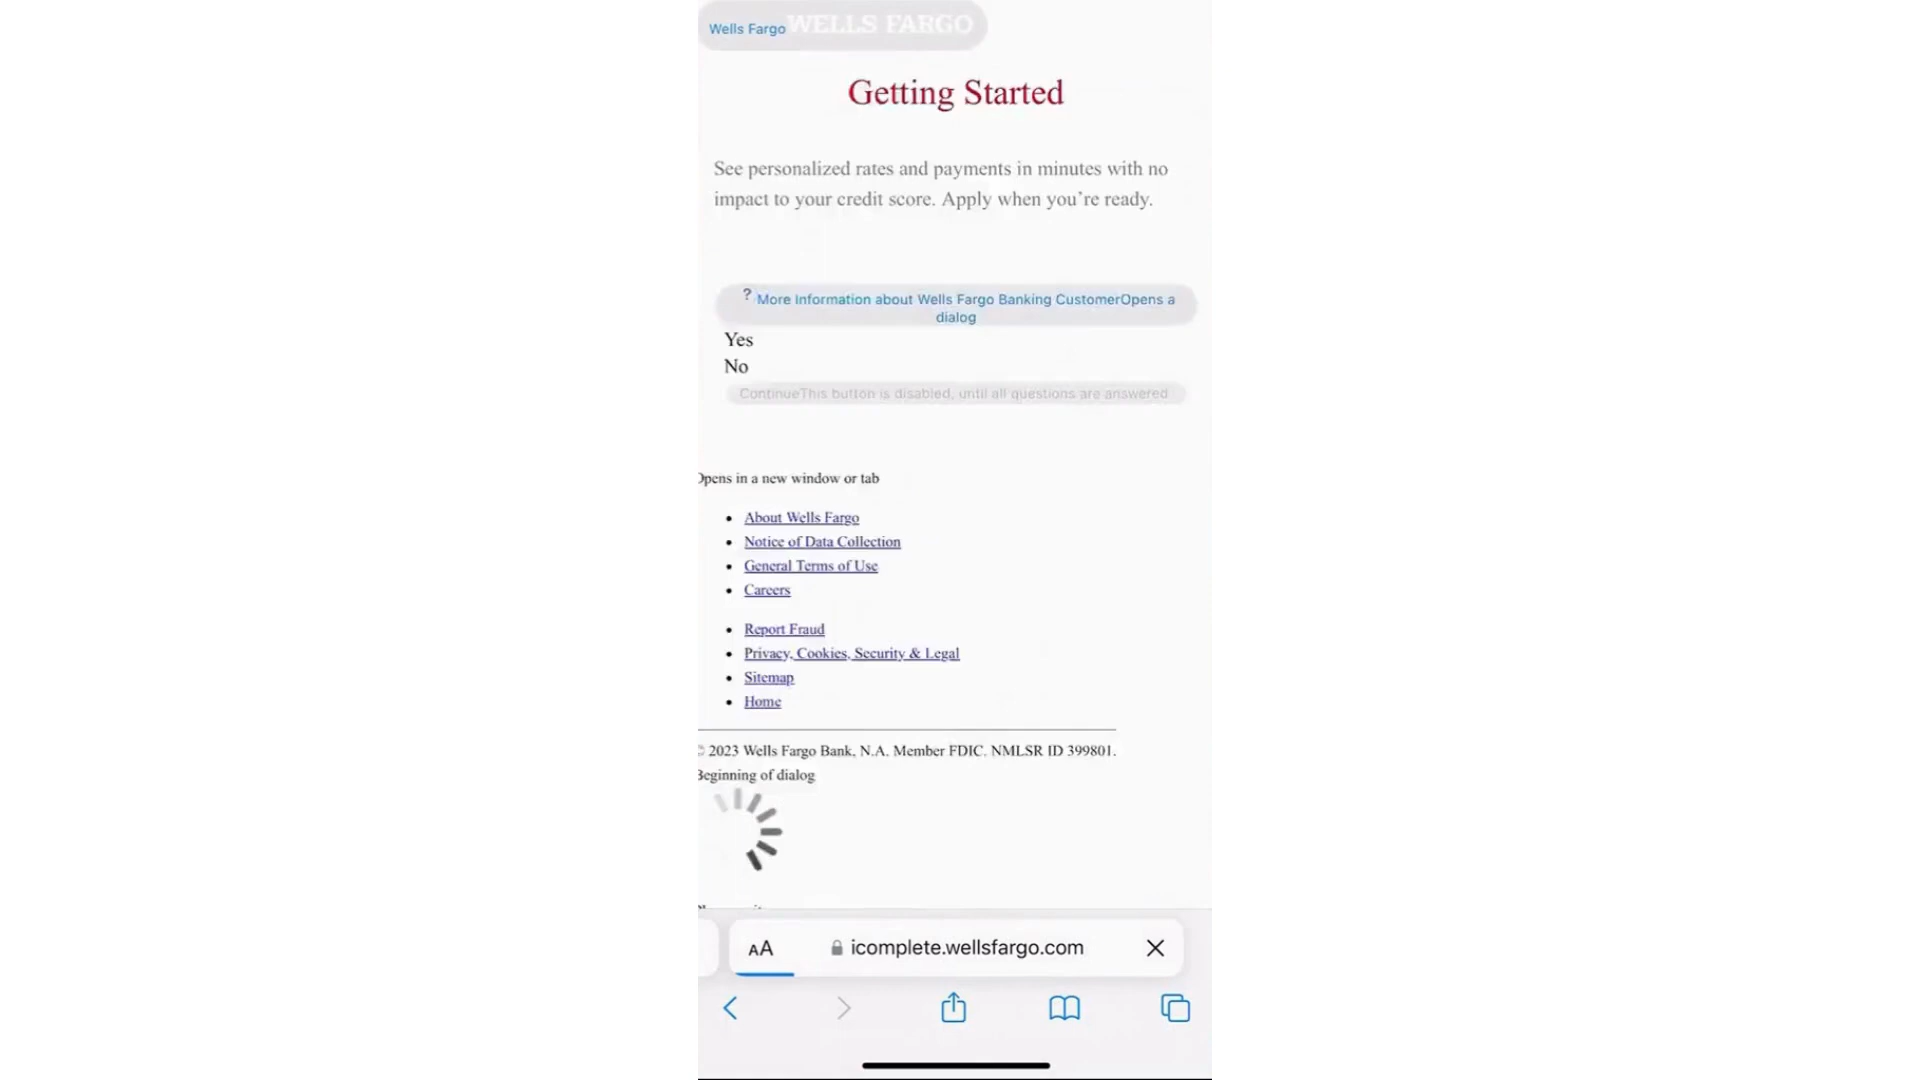 Wells Fargo
WELLS FARGO
Getting Started
See personalized rates and payments in minutes with no
impact to your credit score. Apply when you’re ready.
? More Information about Wells Fargo Banking CustomerOpens a
dialog
Yes
No
ContinueThis button is disabled, until all questions are answered
Opens in a new window or tab
• About Wells Fargo
• Notice of Data Collection
• General Terms of Use
• Careers
• Report Fraud
• Privacy, Cookies, Security & Legal
• Sitemap
• Home
© 2023 Wells Fargo Bank, N.A. Member FDIC. NMLSR ID 399801.
Beginning of dialog
AA
icomplete.wellsfargo.com